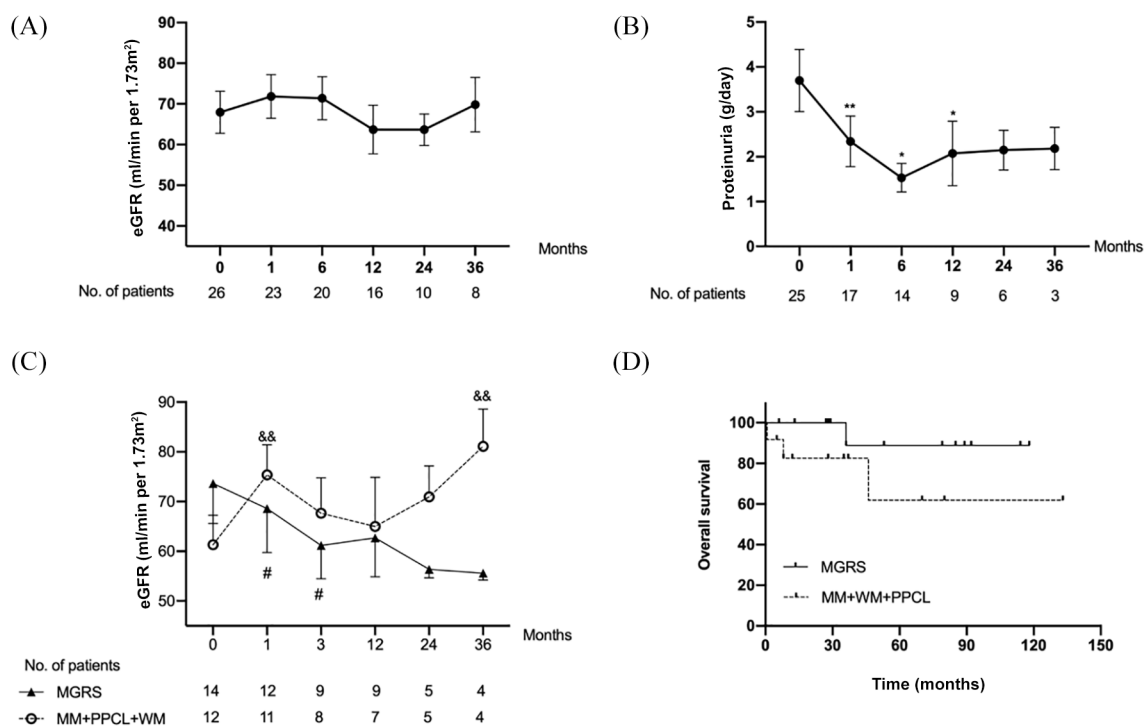 (A)
90
80
70
60
50
40
eGFR (ml/min per 1.73m²)
0 1 6 12 24 36
Months
No. of patients 26 23 20 16 10 8
(B)
5
4
3
2
1
0
Proteinuria (g/day)
**
*
*
0 1 6 12 24 36
Months
No. of patients 25 17 14 9 6 3
(C)
90
80
70
60
50
eGFR (ml/min per 1.73m²)
&&
&&
#
#
0 1 3 12 24 36
Months
No. of patients
MGRS 14 12 9 9 5 4
MM+PPCL+WM 12 11 8 7 5 4
(D)
100
80
60
40
20
0
Overall survival
MGRS
MM+WM+PPCL
0 30 60 90 120 150
Time (months)